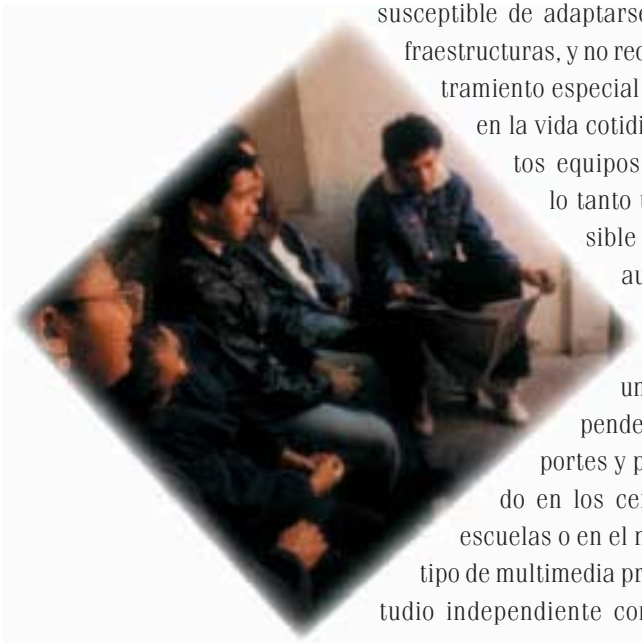 susceptible de adaptarse
fraestructuras, y no rec
tramiento especial
en la vida cotidi
tos equipos
lo tanto
sible
au
un
pende
portes y p
do en los ce
escuelas o en el
tipo de multimedia pr
tudio independiente co